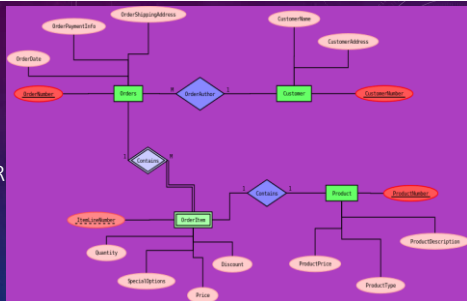 OrderShippingAddress
OrderPaymentInfo
CustomerName
OrderDate
CustomerAddress
OrderNumber
Orders
M
OrderAuthor
1
Customer
CustomerNumber
1
Contains
M
R
ItemLineNumber
OrderItem
1
Contains
1
Product
ProductNumber
Quantity
SpecialOptions
Price
Discount
ProductPrice
ProductType
ProductDescription